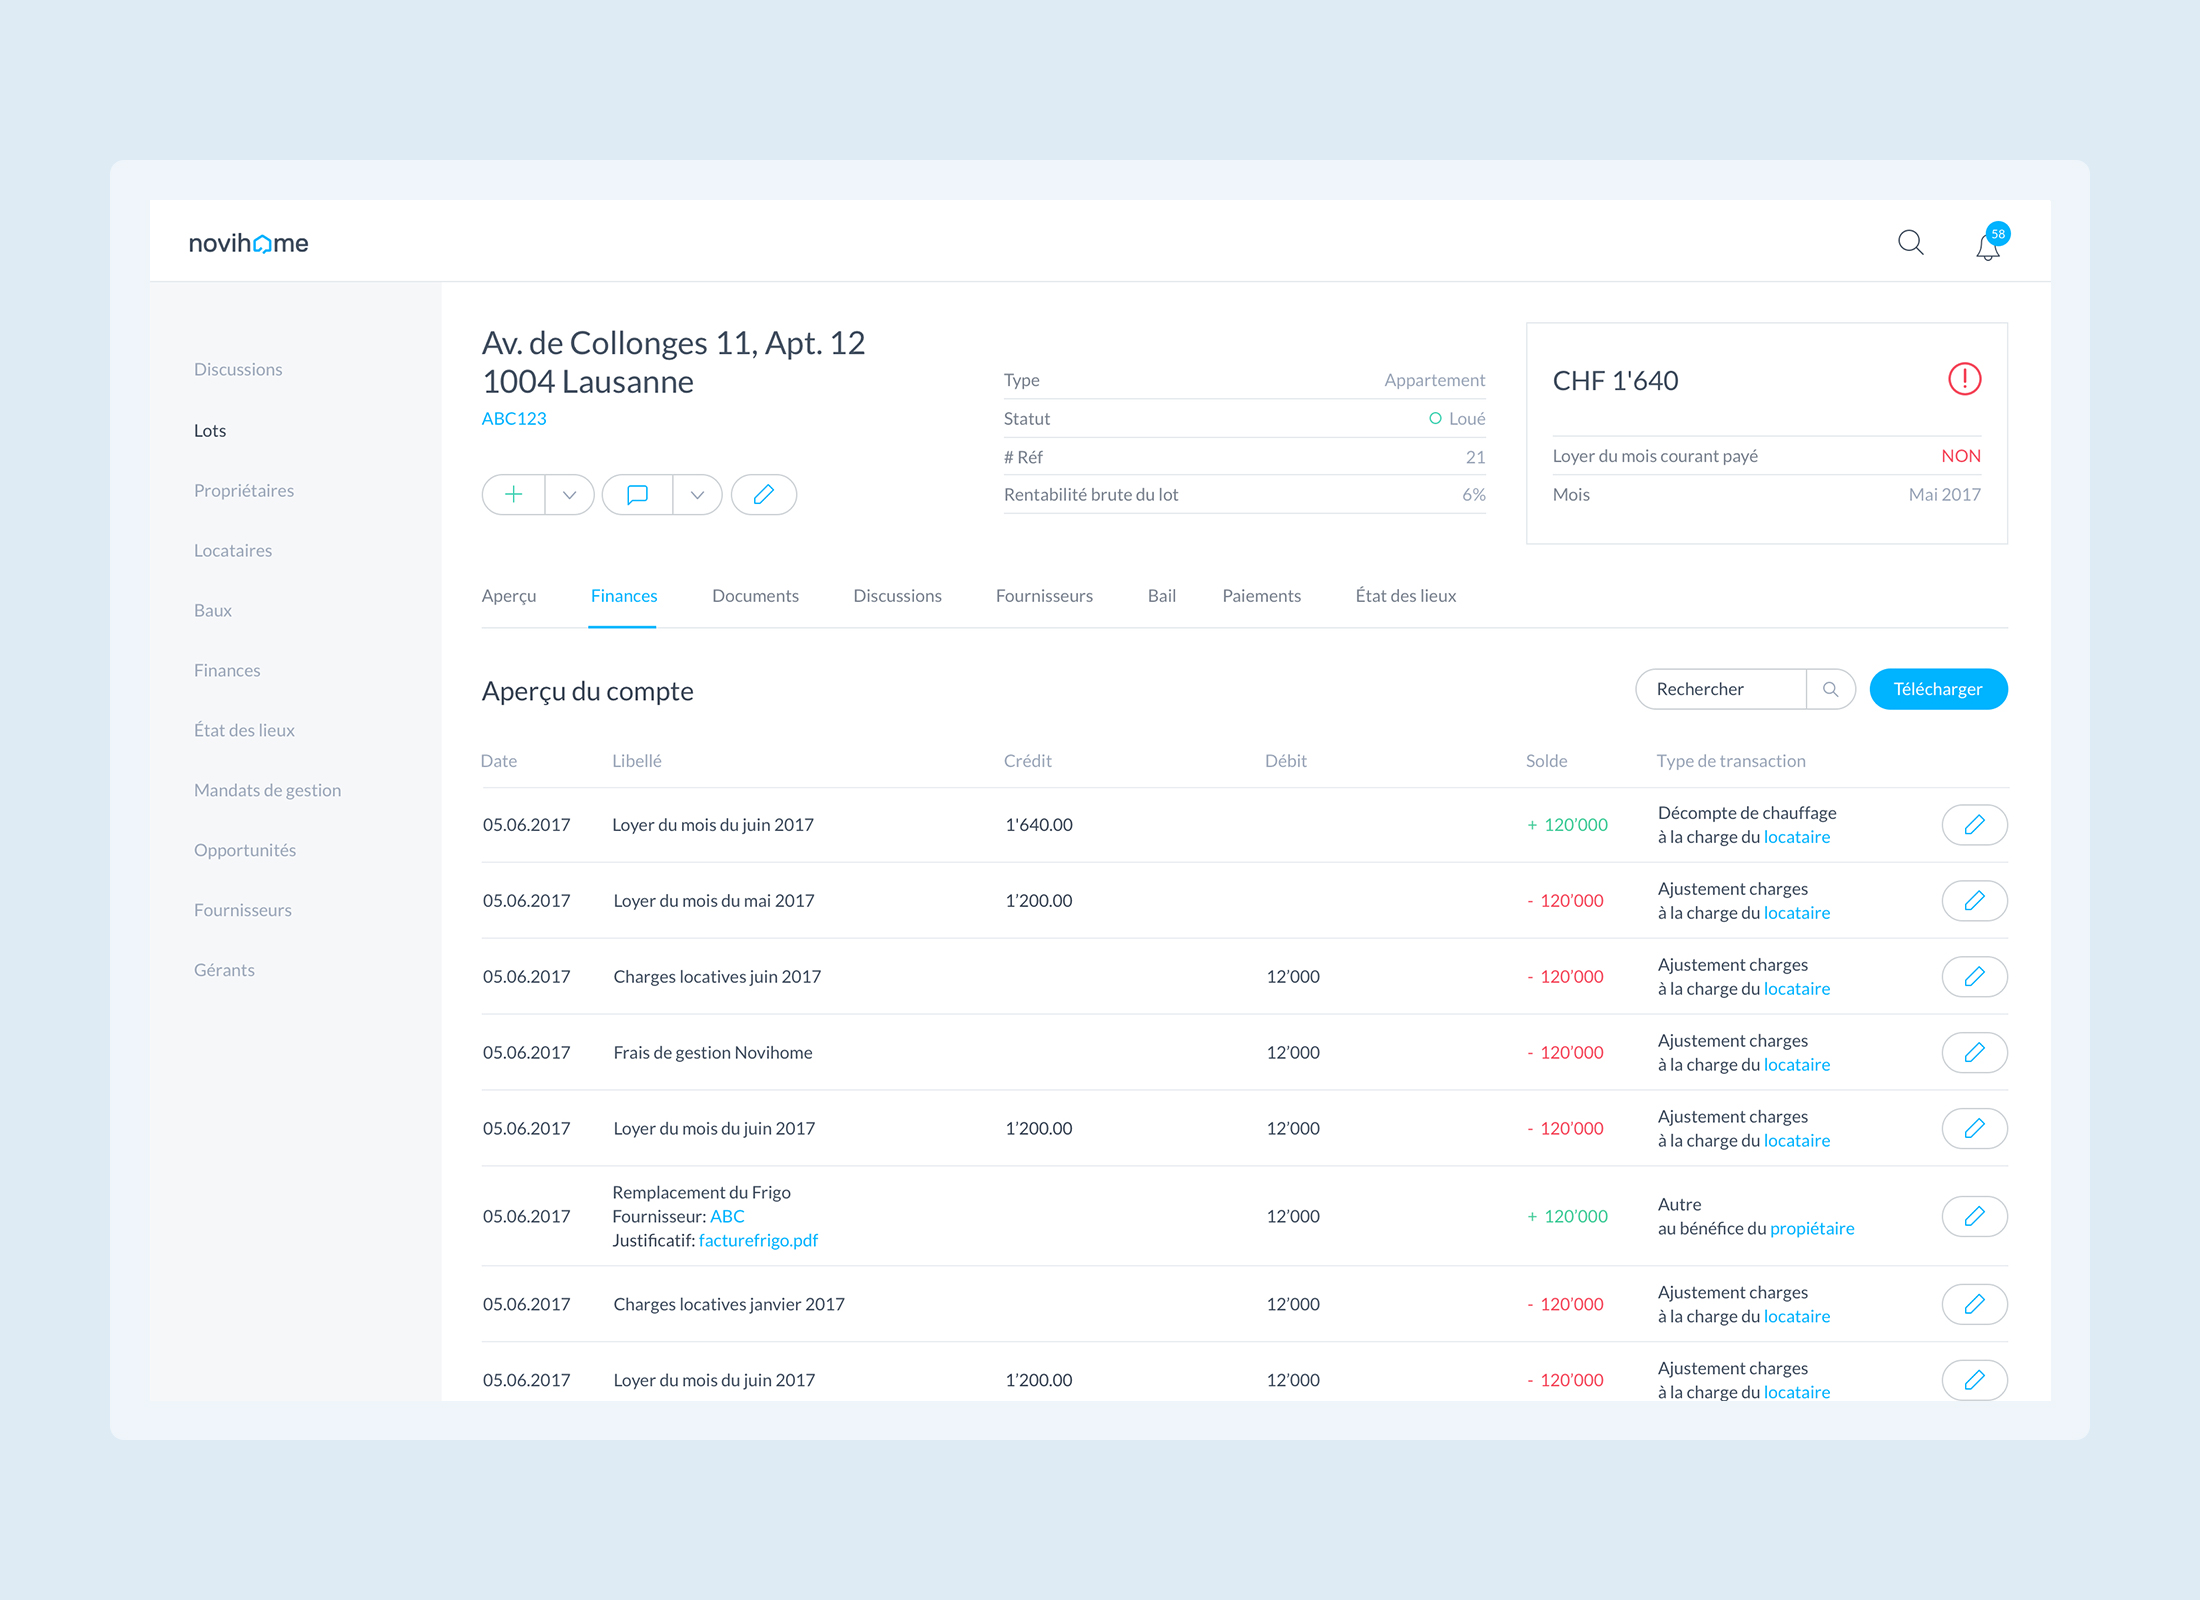 novihome
58
Discussions
Lots
Propriétaires
Locataires
Baux
Finances
État des lieux
Mandats de gestion
Opportunités
Fournisseurs
Gérants
Av. de Collonges 11, Apt. 12
1004 Lausanne
ABC123
Type Appartement
Statut Loué
# Réf 21
Rentabilité brute du lot 6%
CHF 1'640
Loyer du mois courant payé NON
Mois Mai 2017
Aperçu Finances Documents Discussions Fournisseurs Bail Paiements État des lieux
Aperçu du compte
Rechercher
Télécharger
Date Libellé Crédit Débit Solde Type de transaction
05.06.2017 Loyer du mois du juin 2017 1'640.00 + 120’000 Décompte de chauffage
à la charge du locataire
05.06.2017 Loyer du mois du mai 2017 1’200.00 - 120’000 Ajustement charges
à la charge du locataire
05.06.2017 Charges locatives juin 2017 12’000 - 120’000 Ajustement charges
à la charge du locataire
05.06.2017 Frais de gestion Novihome 12’000 - 120’000 Ajustement charges
à la charge du locataire
05.06.2017 Loyer du mois du juin 2017 1’200.00 12’000 - 120’000 Ajustement charges
à la charge du locataire
05.06.2017 Remplacement du Frigo
Fournisseur: ABC
Justificatif: facturefrigo.pdf
12’000 + 120’000 Autre
au bénéfice du propiétaire
05.06.2017 Charges locatives janvier 2017 12’000 - 120’000 Ajustement charges
à la charge du locataire
05.06.2017 Loyer du mois du juin 2017 1’200.00 12’000 - 120’000 Ajustement charges
à la charge du locataire